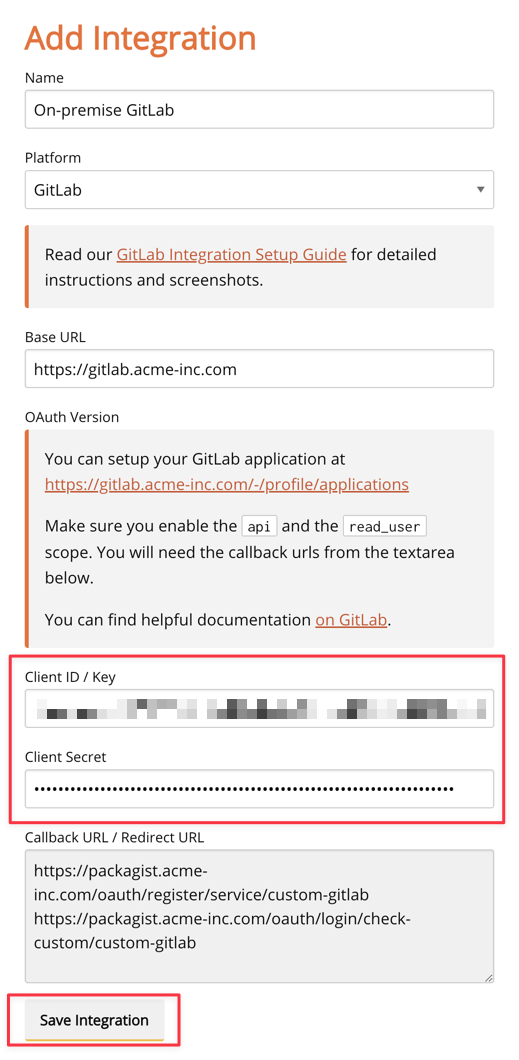 Add Integration
Name
On-premise GitLab
Platform
GitLab
Read our GitLab Integration Setup Guide for detailed
instructions and screenshots.
Base URL
https://gitlab.acme-inc.com
OAuth Version
You can setup your GitLab application at
https://gitlab.acme-inc.com/-/profile/applications
Make sure you enable the api and the read_user
scope. You will need the callback urls from the textarea
below.
You can find helpful documentation on GitLab.
Client ID / Key
Client Secret
Callback URL / Redirect URL
https://packagist.acme-
inc.com/oauth/register/service/custom-gitlab
https://packagist.acme-inc.com/oauth/login/check-
custom/custom-gitlab
Save Integration